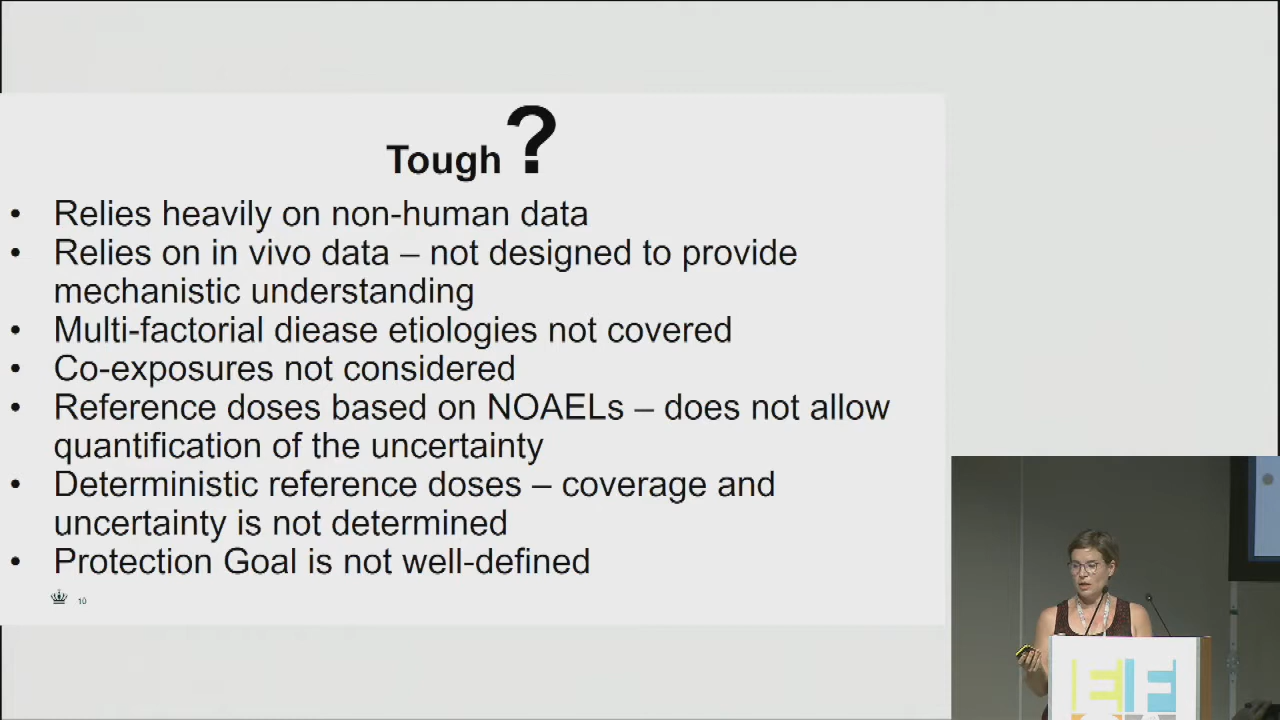 Tough ?
• Relies heavily on non-human data
• Relies on in vivo data – not designed to provide
mechanistic understanding
• Multi-factorial diease etiologies not covered
• Co-exposures not considered
• Reference doses based on NOAELs – does not allow
quantification of the uncertainty
• Deterministic reference doses – coverage and
uncertainty is not determined
• Protection Goal is not well-defined
10
EF